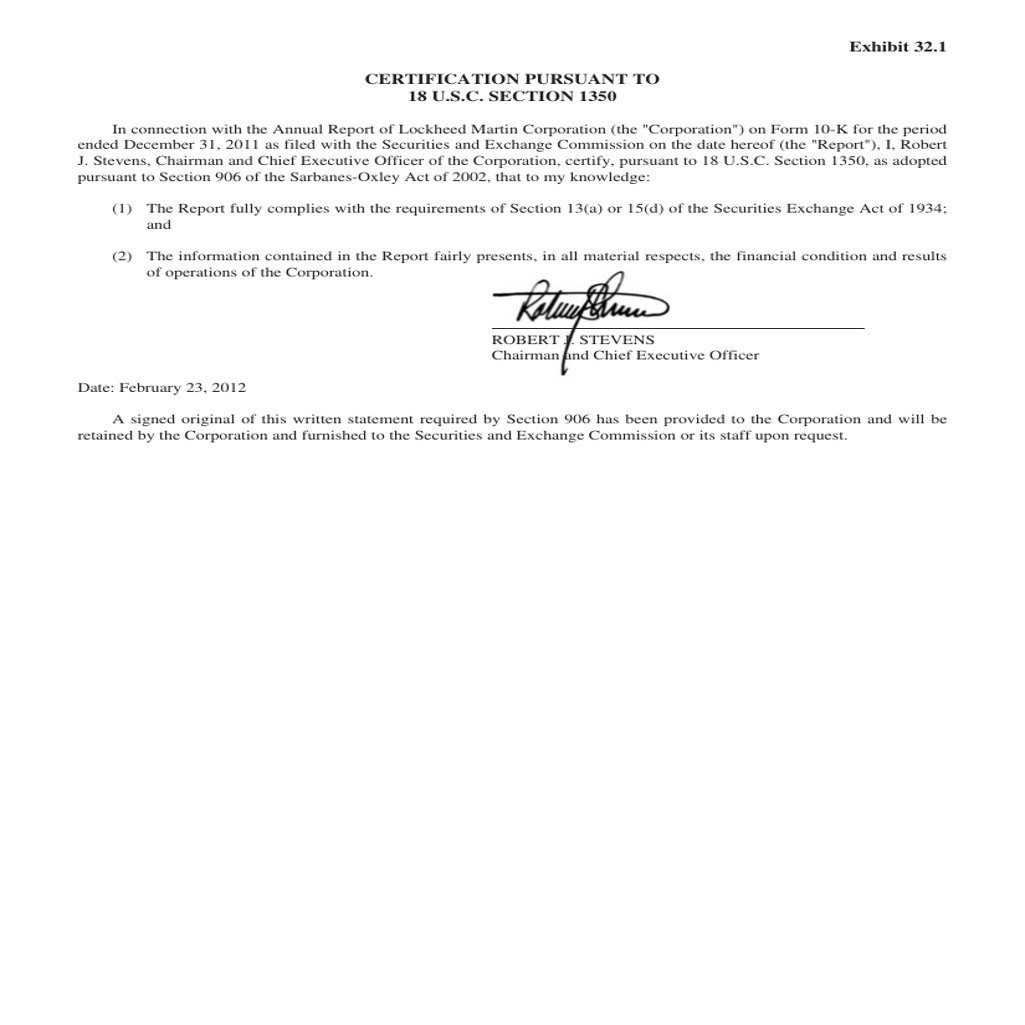 Exhibit 32.1
CERTIFICATION PURSUANT TO
18 U.S.C. SECTION 1350
In connection with the Annual Report of Lockheed Martin Corporation (the "Corporation") on Form 10-K for the period
ended December 31, 2011 as filed with the Securities and Exchange Commission on the date hereof (the "Report"), I, Robert
J. Stevens, Chairman and Chief Executive Officer of the Corporation, certify, pursuant to 18 U.S.C. Section 1350, as adopted
pursuant to Section 906 of the Sarbanes-Oxley Act of 2002, that to my knowledge:
(1) The Report fully complies with the requirements of Section 13(a) or 15(d) of the Securities Exchange Act of 1934;
and
(2) The information contained in the Report fairly presents, in all material respects, the financial condition and results
of operations of the Corporation.
ROBERT J. STEVENS
Chairman and Chief Executive Officer
Date: February 23, 2012
A signed original of this written statement required by Section 906 has been provided to the Corporation and will be
retained by the Corporation and furnished to the Securities and Exchange Commission or its staff upon request.